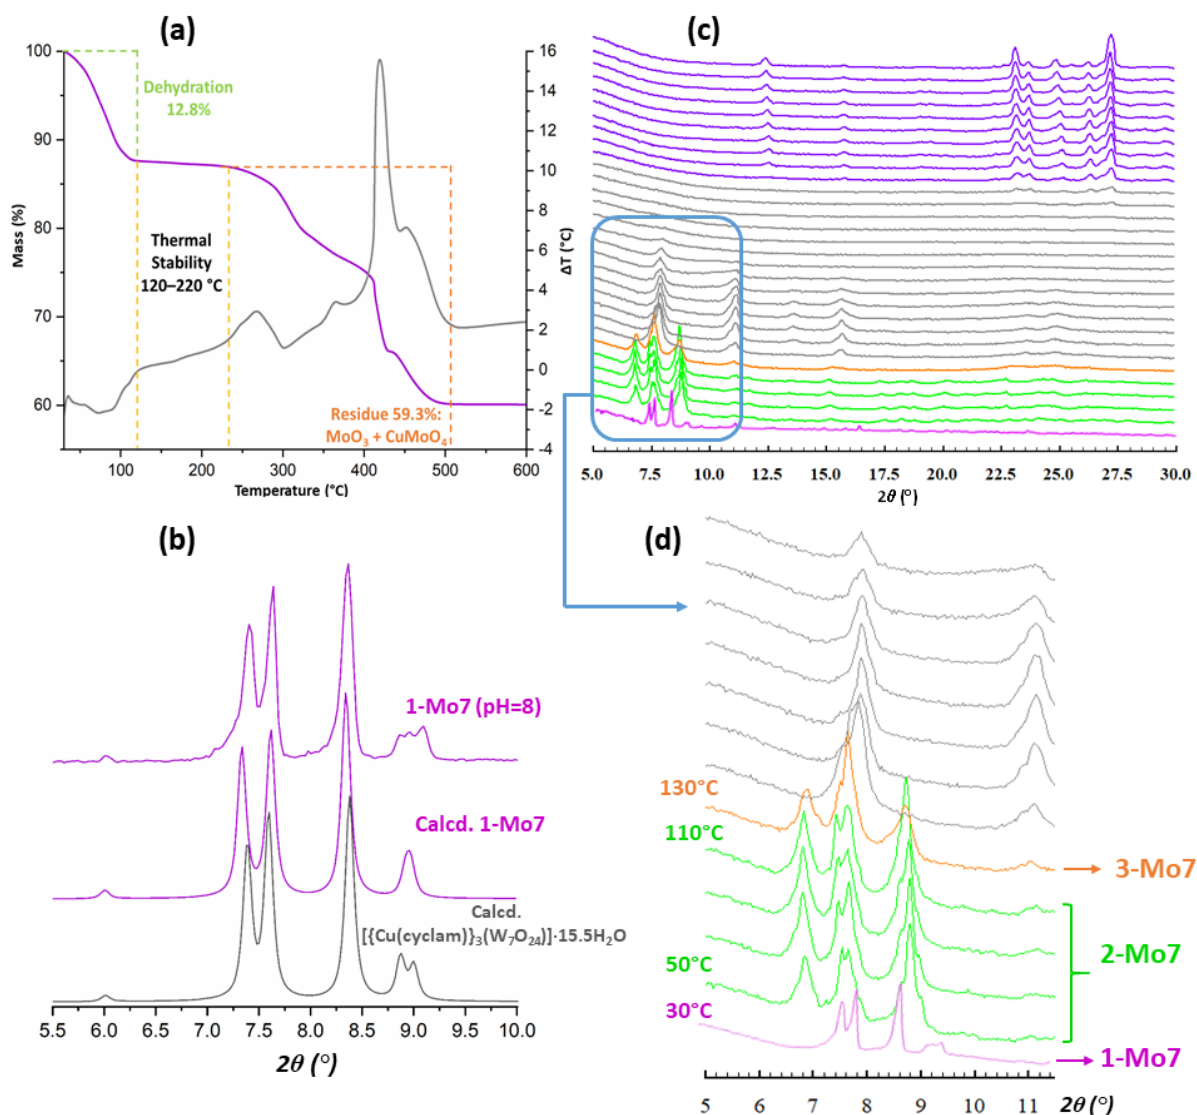 (a)
100
90
80
70
60
Mass (%)
Dehydration
12.8%
Thermal
Stability
120–220 °C
Residue 59.3%:
MoO3 + CuMoO4
16
14
12
10
8
6
4
2
0
-2
-4
ΔT (°C)
100 200 300 400 500 600
Temperature (°C)
(c)
5.0 7.5 10.0 12.5 15.0 17.5 20.0 22.5 25.0 27.5 30.0
2θ (°)
(b)
1-Mo7 (pH=8)
Calcd. 1-Mo7
Calcd.
[{Cu(cyclam)}3(W7O24)]·15.5H2O
5.5 6.0 6.5 7.0 7.5 8.0 8.5 9.0 9.5 10.0
2θ (°)
(d)
130°C
110°C
50°C
30°C
3-Mo7
2-Mo7
1-Mo7
5 6 7 8 9 10 11 2θ (°)